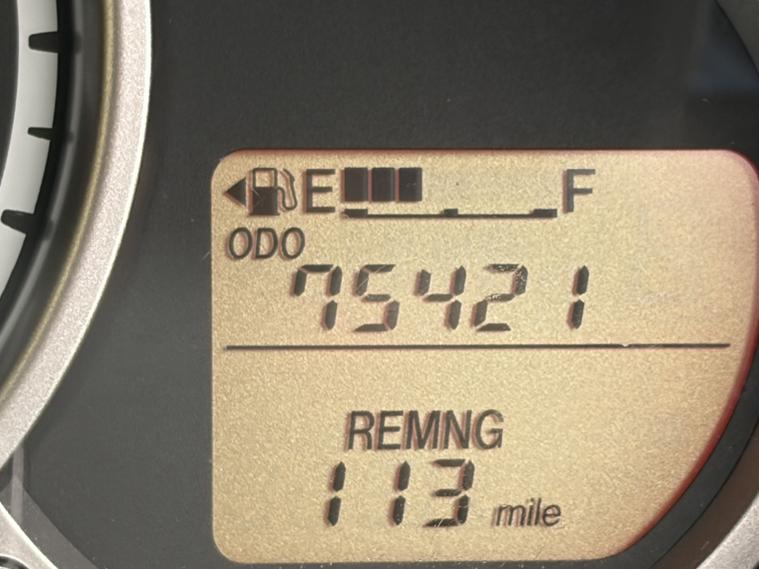 E F
ODO
75421
REMNG
113 mile